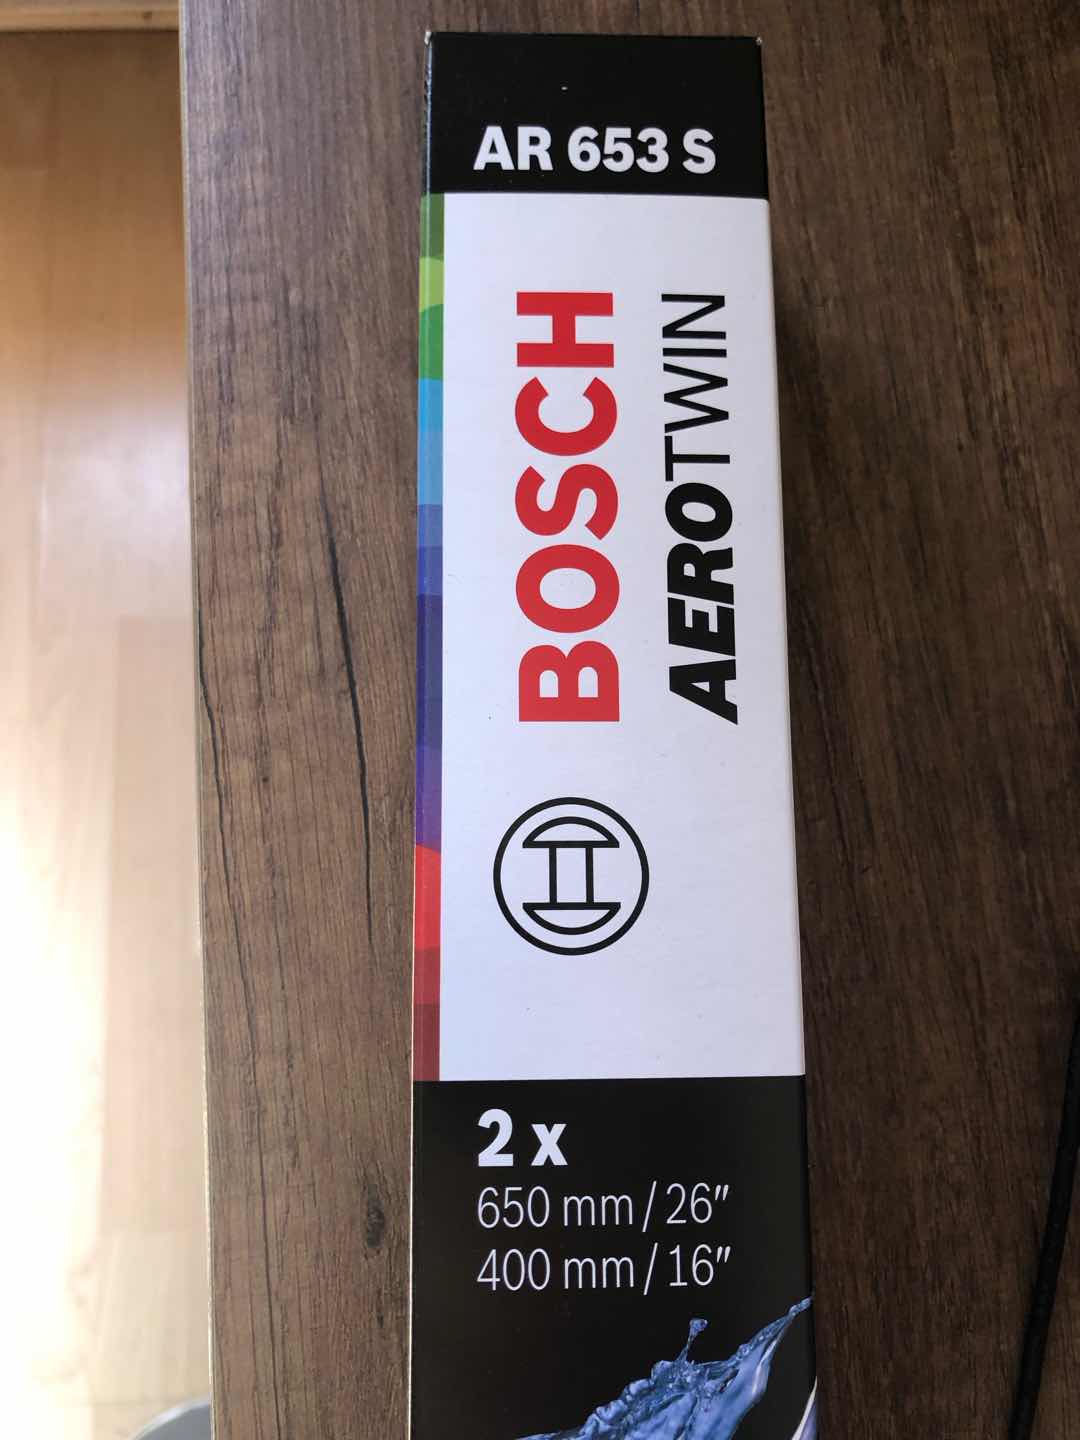 AR 653 S
BOSCH
AEROTWIN
2 x
650 mm / 26"
400 mm / 16"